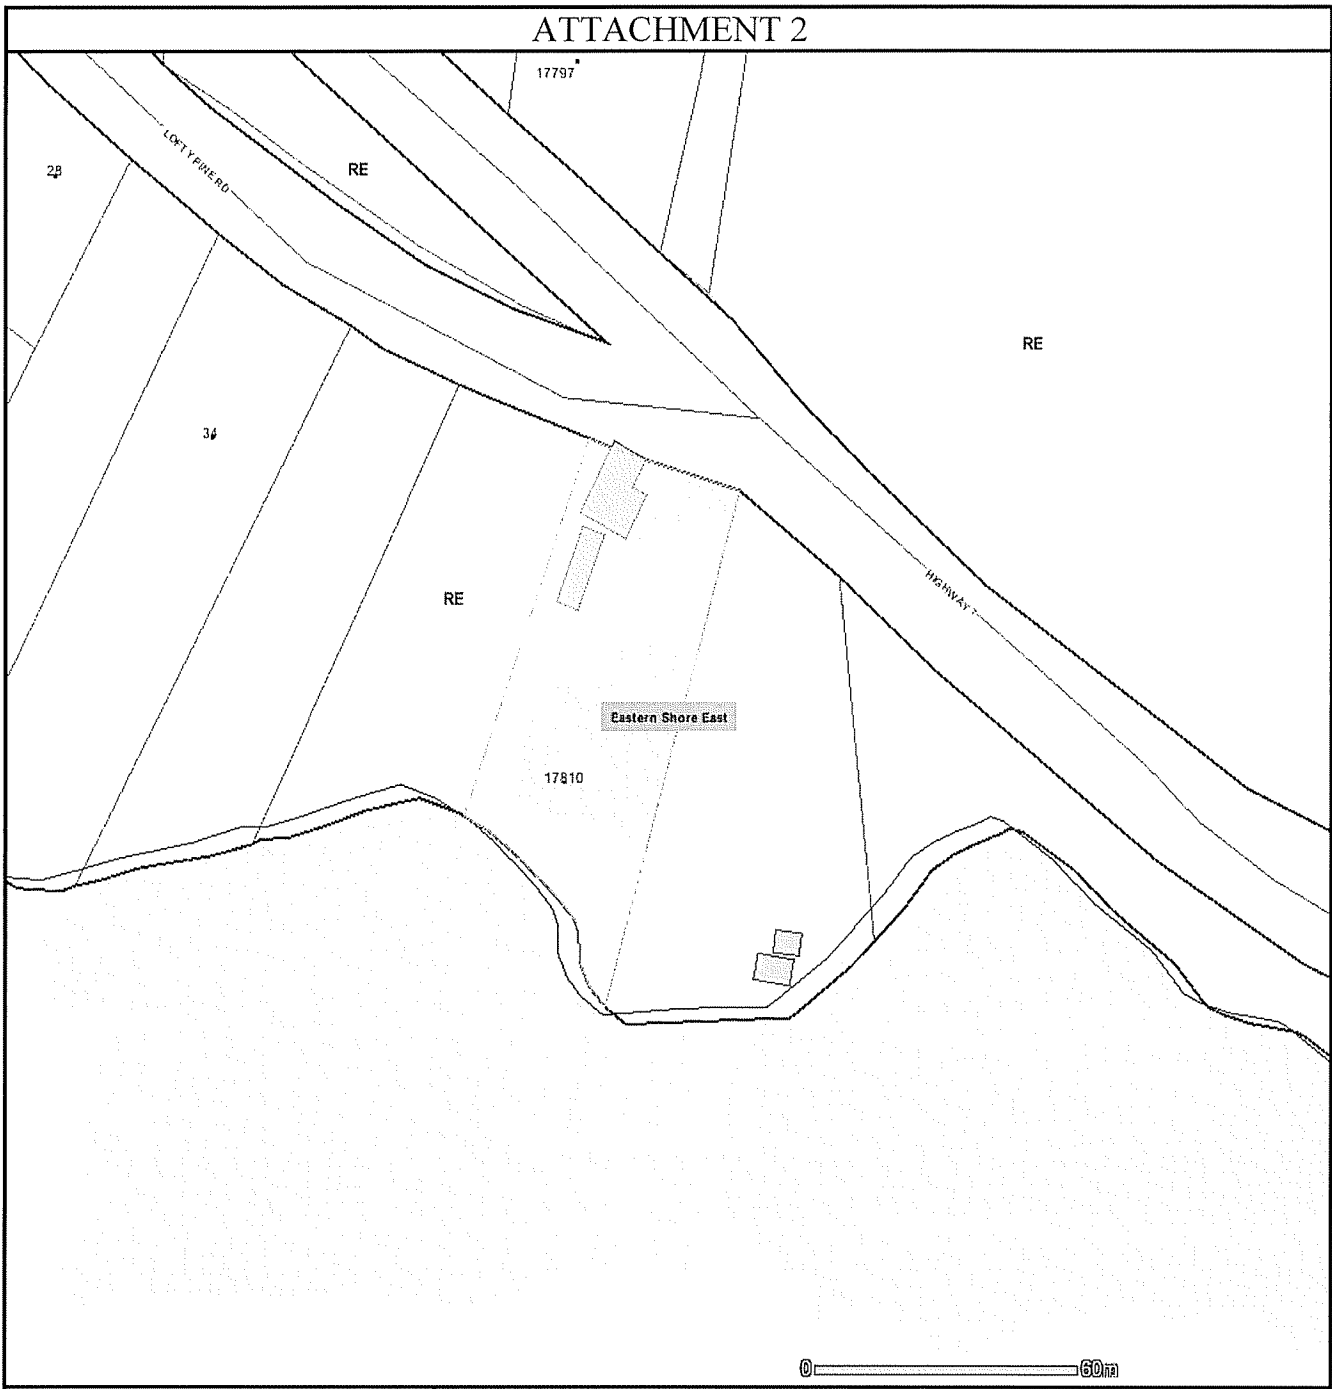 ATTACHMENT 2
17797
LOFTY PINE RD
28
RE
RE
34
HIGHWAY 7
RE
Eastern Shore East
17810
0 60m